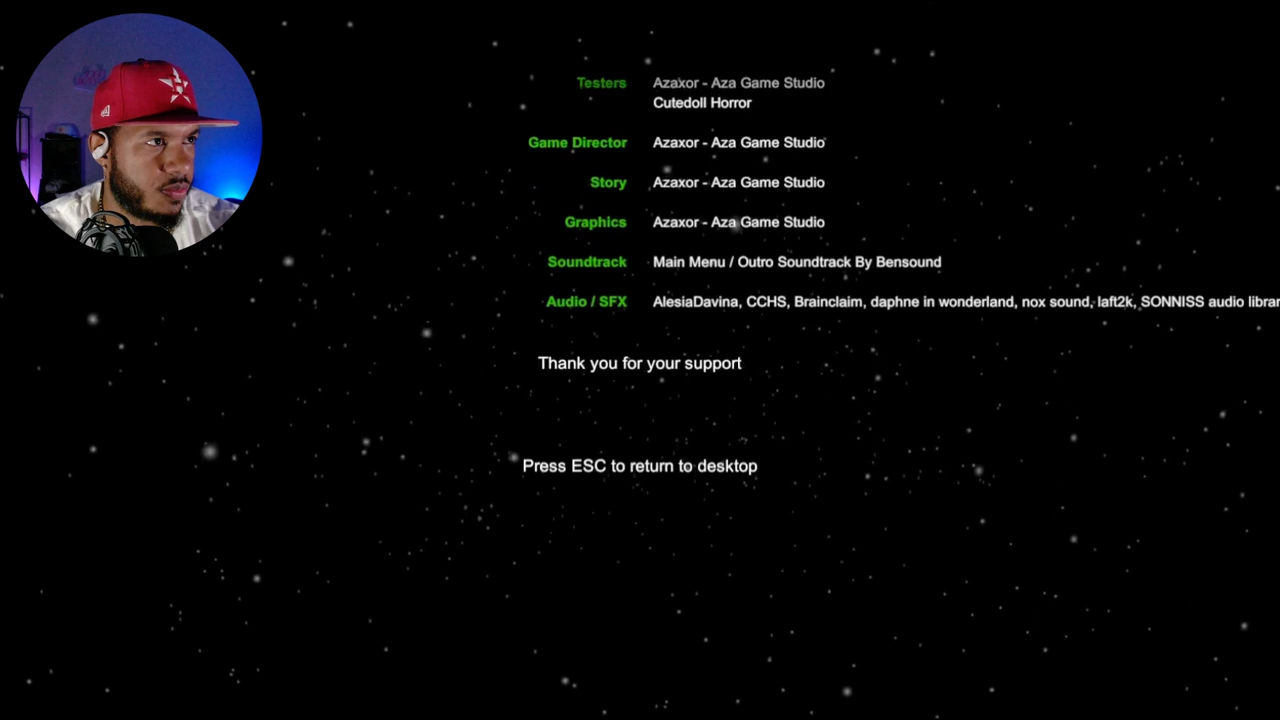 Testers Azaxor - Aza Game Studio
Cutedoll Horror
Game Director Azaxor - Aza Game Studio
Story Azaxor - Aza Game Studio
Graphics Azaxor - Aza Game Studio
Soundtrack Main Menu / Outro Soundtrack By Bensound
Audio / SFX AlesiaDavina, CCHS, Brainclaim, daphne in wonderland, nox sound, laft2k, SONNISS audio
Thank you for your support
Press ESC to return to desktop